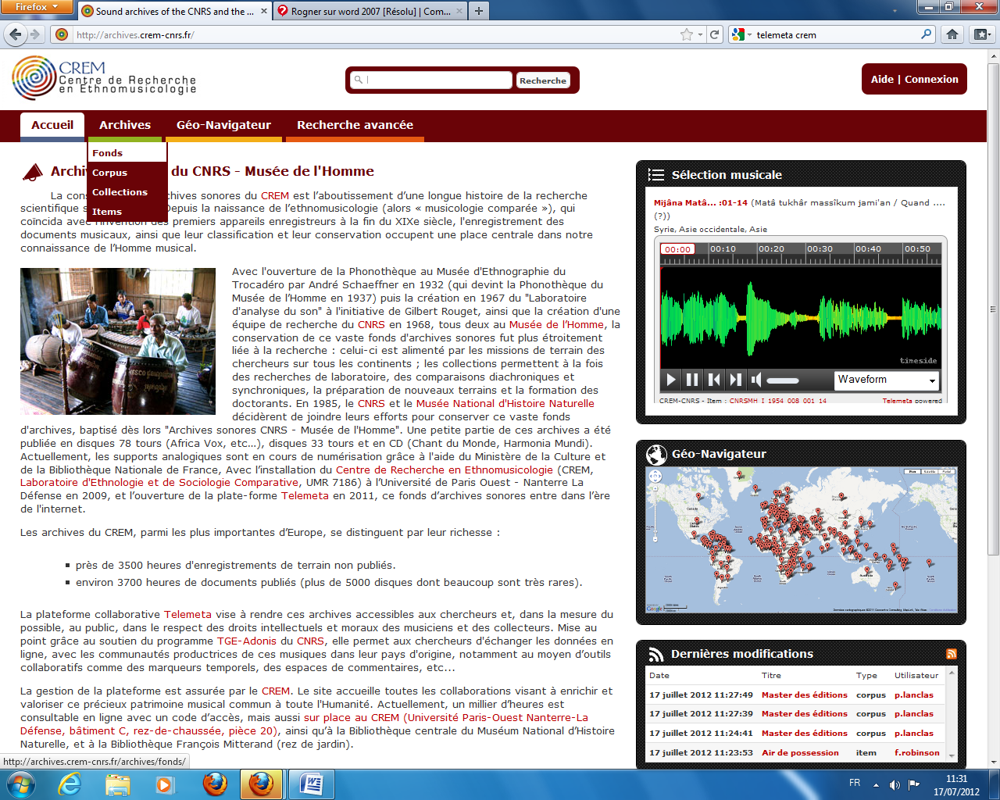 Firefox
Sound archives of the CNRS and the ...
Rogner sur word 2007 [Résolu] | Com...
http://archives.crem-cnrs.fr/
telemeta crem
CREM
Centre de Recherche
en Ethnomusicologie
Recherche
Aide | Connexion
Accueil
Archives
Géo-Navigateur
Recherche avancée
Fonds
Corpus
Collections
Items
Archiv du CNRS - Musée de l'Homme
La cons chives sonores du CREM est l’aboutissement d’une longue histoire de la recherche
scientifique s Depuis la naissance de l’ethnomusicologie (alors « musicologie comparée »), qui
coïncida avec l'invention des premiers appareils enregistreurs à la fin du XIXe siècle, l'enregistrement des
documents musicaux, ainsi que leur classification et leur conservation occupent une place centrale dans notre
connaissance de l’Homme musical.
Avec l'ouverture de la Phonothèque au Musée d'Ethnographie du
Trocadéro par André Schaeffner en 1932 (qui devint la Phonothèque du
Musée de l’Homme en 1937) puis la création en 1967 du "Laboratoire
d'analyse du son" à l'initiative de Gilbert Rouget, ainsi que la création d'une
équipe de recherche du CNRS en 1968, tous deux au Musée de l’Homme, la
conservation de ce vaste fonds d'archives sonores fut plus étroitement
liée à la recherche : celui-ci est alimenté par les missions de terrain des
chercheurs sur tous les continents ; les collections permettent à la fois
des recherches de laboratoire, des comparaisons diachroniques et
synchroniques, la préparation de nouveaux terrains et la formation des
doctorants. En 1985, le CNRS et le Musée National d'Histoire Naturelle
décidèrent de joindre leurs efforts pour conserver ce vaste fonds
d'archives, baptisé dès lors "Archives sonores CNRS - Musée de l'Homme". Une petite partie de ces archives a été
publiée en disques 78 tours (Africa Vox, etc…), disques 33 tours et en CD (Chant du Monde, Harmonia Mundi).
Actuellement, les supports analogiques sont en cours de numérisation grâce à l'aide du Ministère de la Culture et
de la Bibliothèque Nationale de France, Avec l’installation du Centre de Recherche en Ethnomusicologie (CREM,
Laboratoire d'Ethnologie et de Sociologie Comparative, UMR 7186) à l’Université de Paris Ouest - Nanterre La
Défense en 2009, et l’ouverture de la plate-forme Telemeta en 2011, ce fonds d’archives sonores entre dans l’ère
de l'internet.
Les archives du CREM, parmi les plus importantes d’Europe, se distinguent par leur richesse :
près de 3500 heures d'enregistrements de terrain non publiés.
environ 3700 heures de documents publiés (plus de 5000 disques dont beaucoup sont très rares).
La plateforme collaborative Telemeta vise à rendre ces archives accessibles aux chercheurs et, dans la mesure du
possible, au public, dans le respect des droits intellectuels et moraux des musiciens et des collecteurs. Mise au
point grâce au soutien du programme TGE-Adonis du CNRS, elle permet aux chercheurs d'échanger les données en
ligne, avec les communautés productrices de ces musiques dans leur pays d'origine, notamment au moyen d’outils
collaboratifs comme des marqueurs temporels, des espaces de commentaires, etc...
La gestion de la plateforme est assurée par le CREM. Le site accueille toutes les collaborations visant à enrichir et
valoriser ce précieux patrimoine musical commun à toute l'Humanité. Actuellement, un millier d’heures est
consultable en ligne avec un code d’accès, mais aussi sur place au CREM (Université Paris-Ouest Nanterre-La
Défense, bâtiment C, rez-de-chaussée, pièce 20), ainsi qu’à la Bibliothèque centrale du Muséum National d’Histoire
Naturelle, et à la Bibliothèque François Mitterand (rez de jardin).
Sélection musicale
Mijâna Matâ... :01-14 (Matâ tukhâr massîkum jami'an / Quand ....
(?))
Syrie, Asie occidentale, Asie
00:00 00:10 00:20 00:30 00:40 00:50
timeside
Waveform
CREM-CNRS - Item : CNRSMH_I_1954_008_001_14
Telemeta powered
Géo-Navigateur
Google
Dernières modifications
Date Titre Type Utilisateur
17 juillet 2012 11:27:49 Master des éditions corpus p.lanclas
17 juillet 2012 11:27:39 Master des éditions corpus p.lanclas
17 juillet 2012 11:24:41 Master des éditions corpus p.lanclas
17 juillet 2012 11:23:53 Air de possession item f.robinson
http://archives.crem-cnrs.fr/archives/fonds/
FR
11:31
17/07/2012